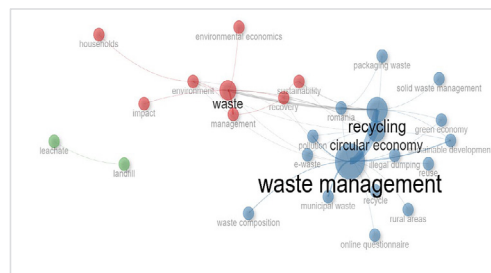 environmental economics
households
packaging waste
solid waste management
environment
sustainability
waste
recovery
impact
romania
management
recycling
green economy
pollution
circular economy
sustainable development
leachate
e-waste
illegal dumping
landfill
reuse
waste management
municipal waste
recycle
waste composition
rural areas
online questionnaire